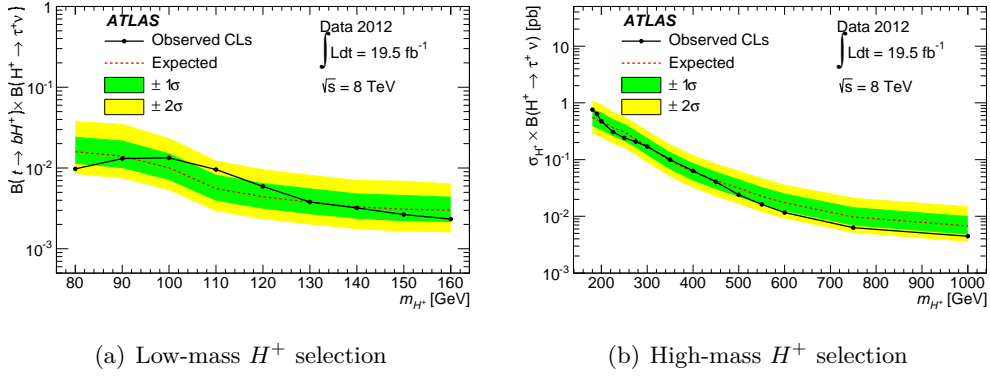 ATLAS
Data 2012
Observed CLs
∫ Ldt = 19.5 fb⁻¹
Expected
± 1σ
√s = 8 TeV
± 2σ
B(t → bH⁺) × B(H⁺ → τ⁺ν)
1
10⁻¹
10⁻²
10⁻³
80 90 100 110 120 130 140 150 160
m_H⁺ [GeV]
(a) Low-mass H⁺ selection
ATLAS
Data 2012
Observed CLs
∫ Ldt = 19.5 fb⁻¹
Expected
± 1σ
√s = 8 TeV
± 2σ
σ_H⁺ × B(H⁺ → τ⁺ ν) [pb]
10
1
10⁻¹
10⁻²
10⁻³
200 300 400 500 600 700 800 900 1000
m_H⁺ [GeV]
(b) High-mass H⁺ selection